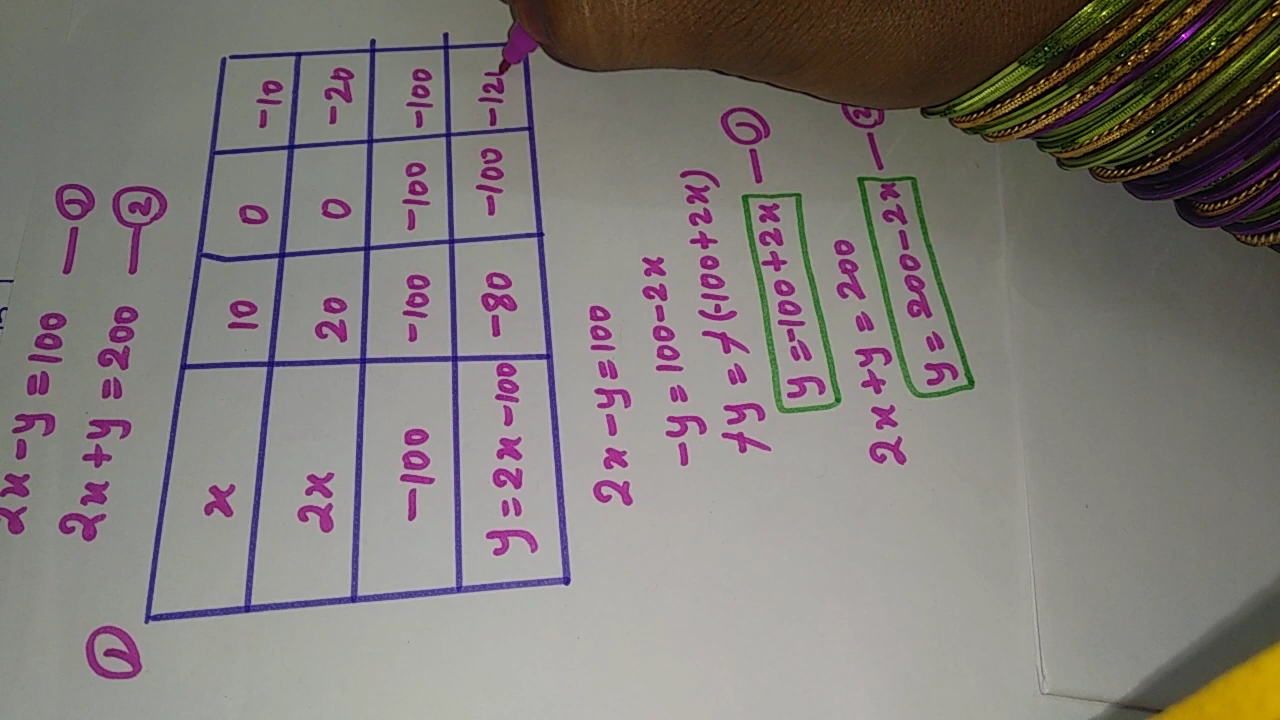 2x - y = 100 — ①
2x + y = 200 — ②
①
x 10 0 -10
2x 20 0 -20
-100 -100 -100 -100
y = 2x - 100 -80 -100 -12
2x - y = 100
-y = 100 - 2x
-y = -(-100 + 2x)
y = -100 + 2x — ①
2x + y = 200
y = 200 - 2x — ②